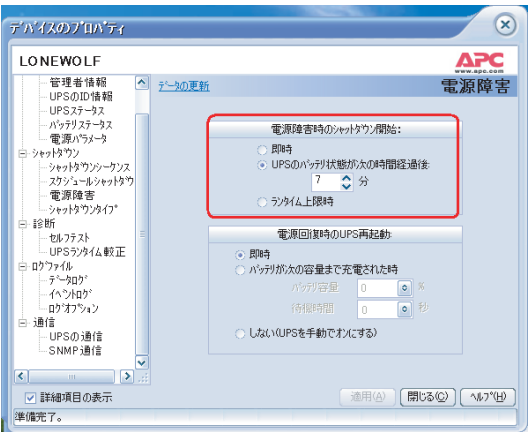 デバイスのプロパティ
LONEWOLF
APC
www.apc.com
データの更新
電源障害
管理者情報
UPSのID情報
UPSステータス
バッテリステータス
電源パラメータ
シャットダウン
シャットダウンシーケンス
スケジュールシャットダウ
電源障害
シャットダウンタイプ
診断
セルフテスト
UPSランタイム較正
ログファイル
データログ
イベントログ
ログオプション
通信
UPSの通信
SNMP通信
電源障害時のシャットダウン開始:
即時
UPSのバッテリ状態が次の時間経過後:
7 分
ランタイム上限時
電源回復時のUPS再起動:
即時
バッテリが次の容量まで充電された時
バッテリ容量: 0 %
待機時間: 0 秒
しない(UPSを手動でオンにする)
詳細項目の表示
適用(A)
閉じる(C)
ヘルプ(H)
準備完了。